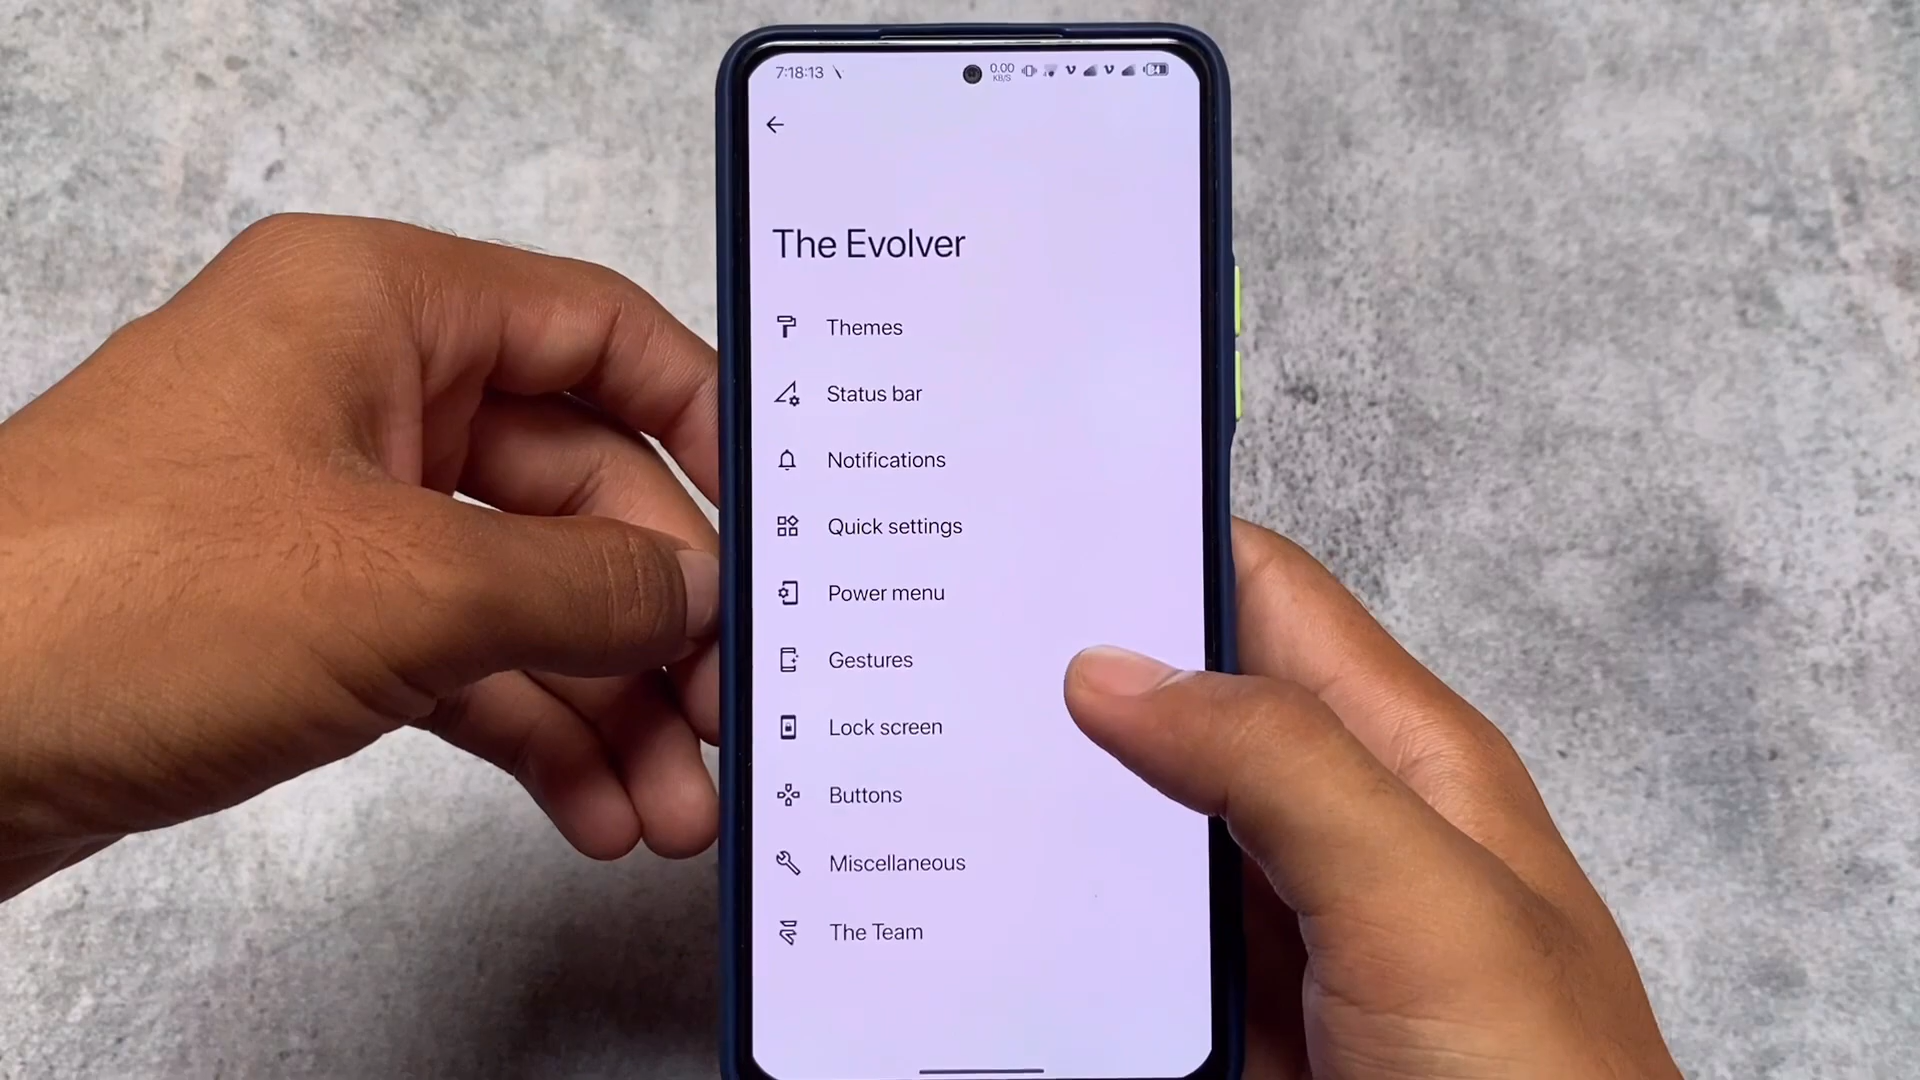 7:18:13 0.00
KB/S
The Evolver
Themes
Status bar
Notifications
Quick settings
Power menu
Gestures
Lock screen
Buttons
Miscellaneous
The Team